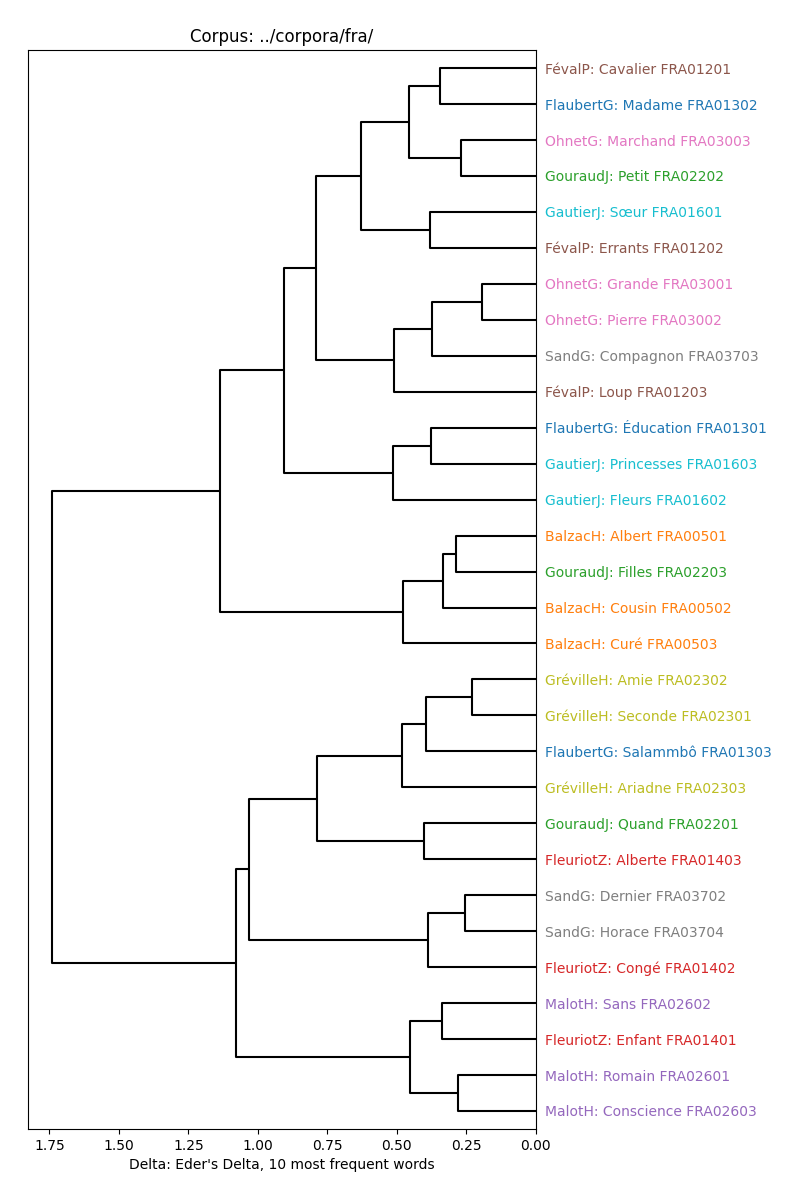 Corpus: ../corpora/fra/
FévalP: Cavalier FRA01201
FlaubertG: Madame FRA01302
OhnetG: Marchand FRA03003
GouraudJ: Petit FRA02202
GautierJ: Sœur FRA01601
FévalP: Errants FRA01202
OhnetG: Grande FRA03001
OhnetG: Pierre FRA03002
SandG: Compagnon FRA03703
FévalP: Loup FRA01203
FlaubertG: Éducation FRA01301
GautierJ: Princesses FRA01603
GautierJ: Fleurs FRA01602
BalzacH: Albert FRA00501
GouraudJ: Filles FRA02203
BalzacH: Cousin FRA00502
BalzacH: Curé FRA00503
GrévilleH: Amie FRA02302
GrévilleH: Seconde FRA02301
FlaubertG: Salammbô FRA01303
GrévilleH: Ariadne FRA02303
GouraudJ: Quand FRA02201
FleuriotZ: Alberte FRA01403
SandG: Dernier FRA03702
SandG: Horace FRA03704
FleuriotZ: Congé FRA01402
MalotH: Sans FRA02602
FleuriotZ: Enfant FRA01401
MalotH: Romain FRA02601
MalotH: Conscience FRA02603
1.75 1.50 1.25 1.00 0.75 0.50 0.25 0.00
Delta: Eder's Delta, 10 most frequent words